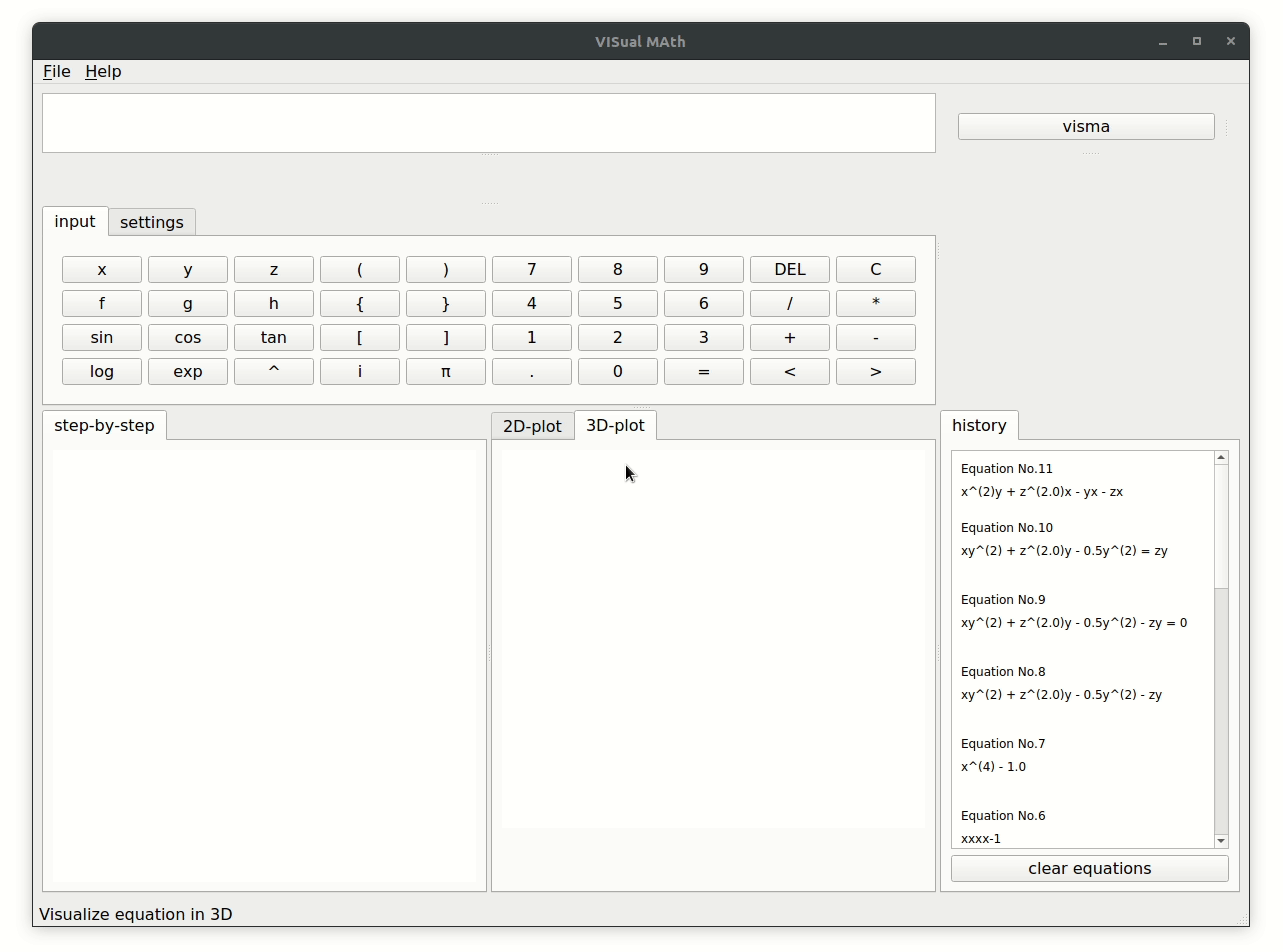 VISual MAth
File Help
visma
input settings
x y z ( ) 7 8 9 DEL C
f g h { } 4 5 6 / *
sin cos tan [ ] 1 2 3 + -
log exp ^ i π . 0 = < >
step-by-step 2D-plot 3D-plot history
Equation No.11
x^(2)y + z^(2.0)x - yx - zx
Equation No.10
xy^(2) + z^(2.0)y - 0.5y^(2) = zy
Equation No.9
xy^(2) + z^(2.0)y - 0.5y^(2) - zy = 0
Equation No.8
xy^(2) + z^(2.0)y - 0.5y^(2) - zy
Equation No.7
x^(4) - 1.0
Equation No.6
xxxx-1
clear equations
Visualize equation in 3D